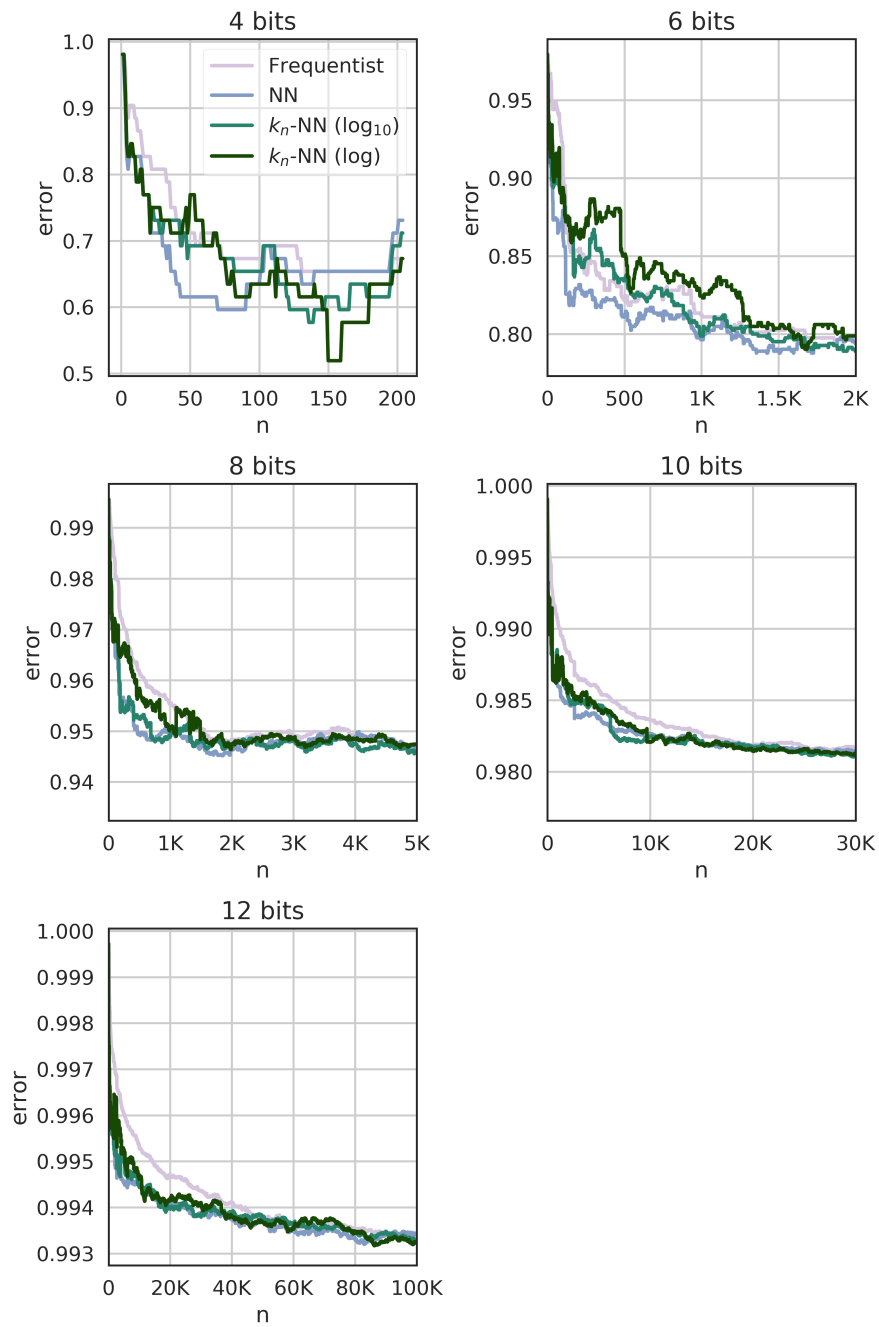 4 bits
1.0
0.9
0.8
0.7
0.6
0.5
error
0 50 100 150 200
n
Frequentist
NN
kₙ-NN (log₁₀)
kₙ-NN (log)
6 bits
0.95
0.90
0.85
0.80
error
0 500 1K 1.5K 2K
n
8 bits
0.99
0.98
0.97
0.96
0.95
0.94
error
0 1K 2K 3K 4K 5K
n
10 bits
1.000
0.995
0.990
0.985
0.980
error
0 10K 20K 30K
n
12 bits
1.000
0.999
0.998
0.997
0.996
0.995
0.994
0.993
error
0 20K 40K 60K 80K 100K
n